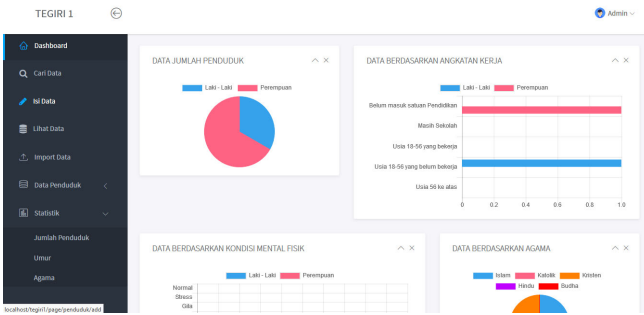 TEGIRI 1
Admin
Dashboard
Cari Data
Isi Data
Lihat Data
Import Data
Data Penduduk
Statistik
Jumlah Penduduk
Umur
Agama
localhost/tegiri1/page/penduduk/add
DATA JUMLAH PENDUDUK
Laki - Laki Perempuan
DATA BERDASARKAN ANGKATAN KERJA
Laki - Laki Perempuan
Belum masuk satuan Pendidikan
Masih Sekolah
Usia 18-56 yang bekerja
Usia 18-56 yang belum bekerja
Usia 56 ke atas
0 0.2 0.4 0.6 0.8 1.0
DATA BERDASARKAN KONDISI MENTAL FISIK
Laki - Laki Perempuan
Normal
Stress
Gila
DATA BERDASARKAN AGAMA
Islam Katolik Kristen
Hindu Budha